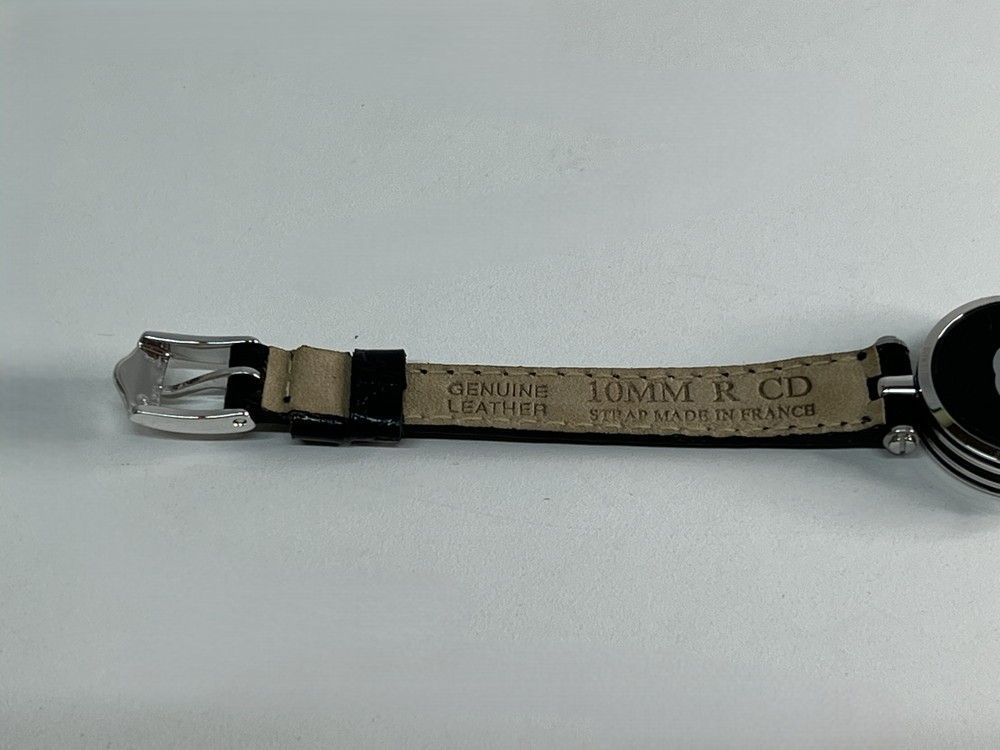 GENUINE
LEATHER
10MM R CD
STRAP MADE IN FRANCE